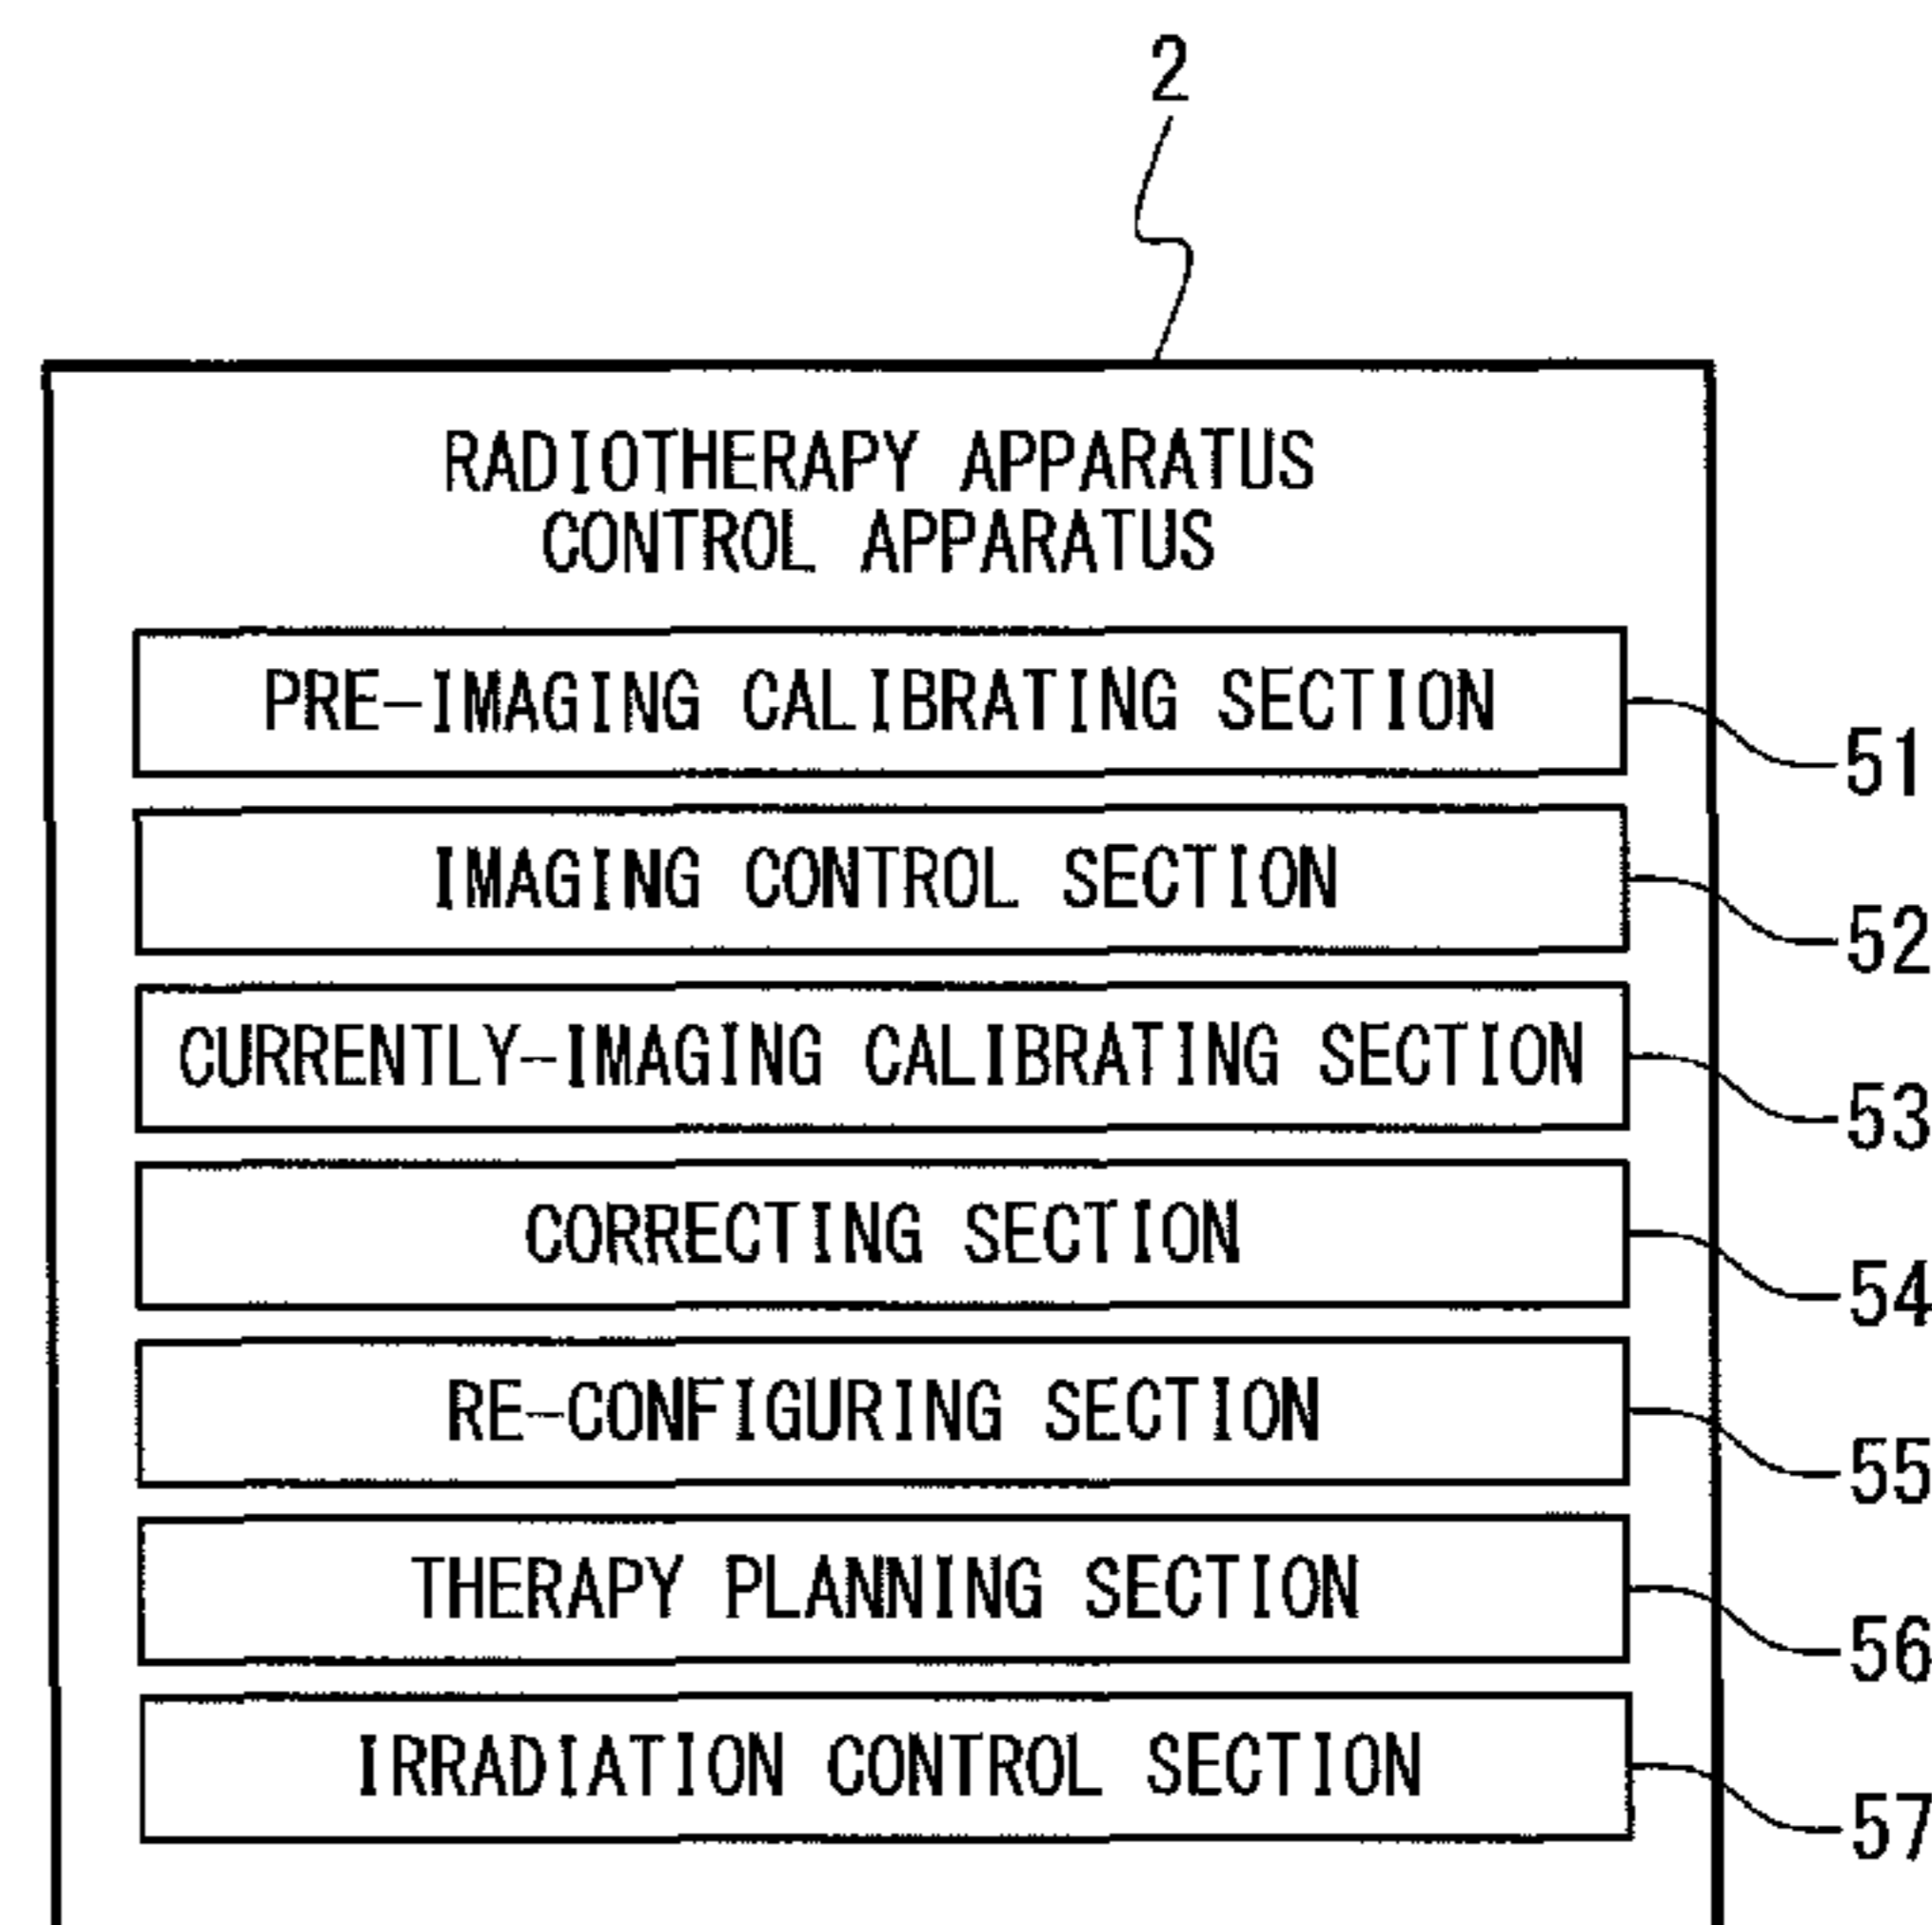 2
RADIOTHERAPY APPARATUS
CONTROL APPARATUS
PRE-IMAGING CALIBRATING SECTION
51
IMAGING CONTROL SECTION
52
CURRENTLY-IMAGING CALIBRATING SECTION
53
CORRECTING SECTION
54
RE-CONFIGURING SECTION
55
THERAPY PLANNING SECTION
56
IRRADIATION CONTROL SECTION
57